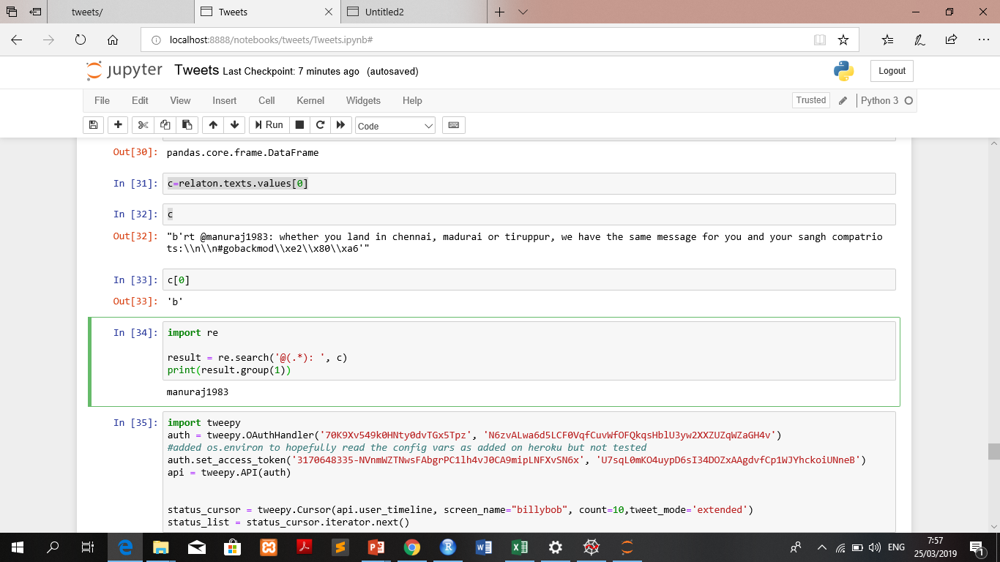 tweets/
Tweets
Untitled2
localhost:8888/notebooks/tweets/Tweets.ipynb#
jupyter Tweets Last Checkpoint: 7 minutes ago (autosaved)
Logout
File Edit View Insert Cell Kernel Widgets Help
Trusted Python 3
Run Code
Out[30]: pandas.core.frame.DataFrame
In [31]: c=relaton.texts.values[0]
In [32]: c
Out[32]: "b'rt @manuraj1983: whether you land in chennai, madurai or tiruppur, we have the same message for you and your sangh compatrio
ts:\\n\\n#gobackmod\\xe2\\x80\\xa6'"
In [33]: c[0]
Out[33]: 'b'
In [34]: import re
result = re.search('@(.*): ', c)
print(result.group(1))
manuraj1983
In [35]: import tweepy
auth = tweepy.OAuthHandler('70K9Xv549k0HNty0dvTGx5Tpz', 'N6zvALwa6d5LCF0VqfCuvWfOFQkqsHblU3yw2XXZUZqWZaGH4v')
#added os.environ to hopefully read the config vars as added on heroku but not tested
auth.set_access_token('3170648335-NVnmWZTNwsFAbgrPC1lh4vJ0CA9mipLNFXvSN6x', 'U7sqL0mKO4uypD6sI34DOZxAAgdvfCp1WJYhckoiUNneB')
api = tweepy.API(auth)
status_cursor = tweepy.Cursor(api.user_timeline, screen_name="billybob", count=10,tweet_mode='extended')
status_list = status_cursor.iterator.next()
ENG
7:57
25/03/2019
1